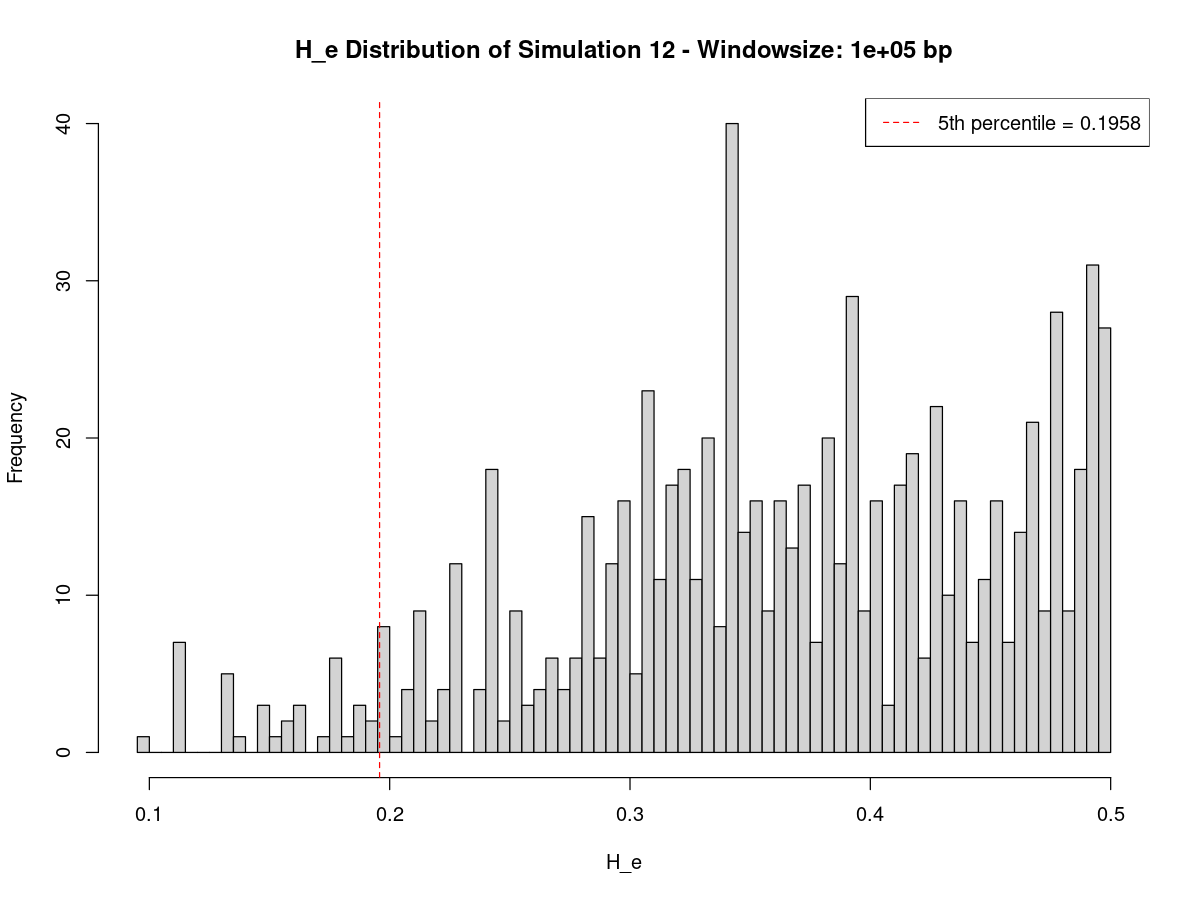 H_e Distribution of Simulation 12 - Windowsize: 1e+05 bp
5th percentile = 0.1958
40
30
20
10
0
Frequency
0.1 0.2 0.3 0.4 0.5
H_e